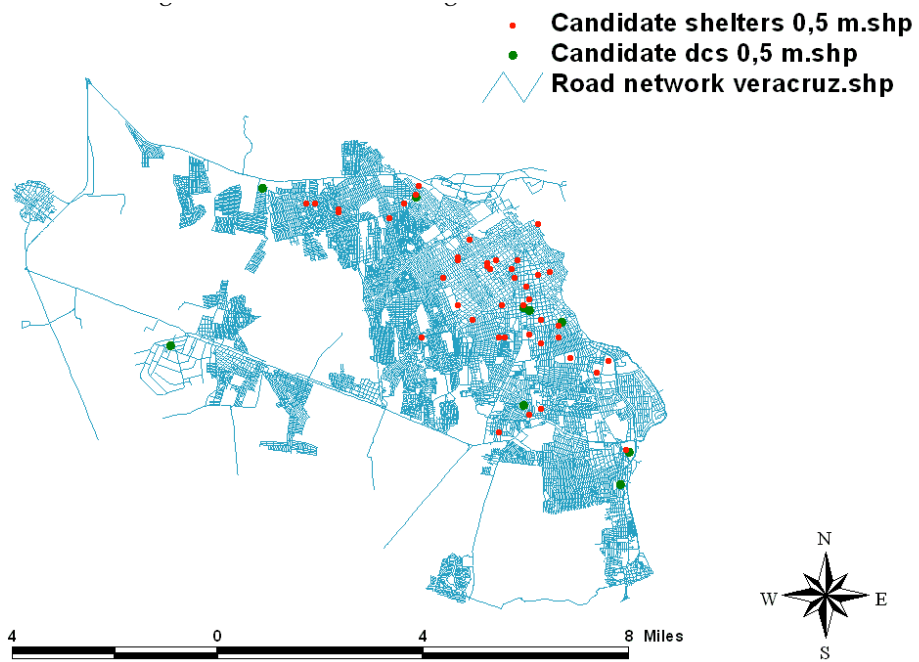 Candidate shelters 0,5 m.shp
Candidate dcs 0,5 m.shp
Road network veracruz.shp
N
W E
S
4 0 4 8 Miles